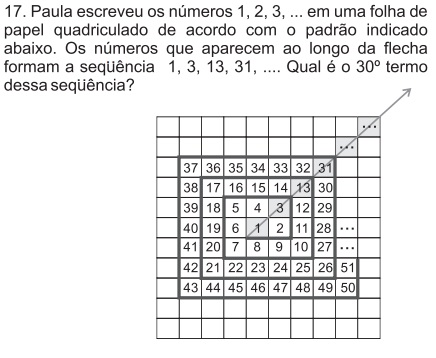 17. Paula escreveu os números 1, 2, 3, ... em uma folha de
papel quadriculado de acordo com o padrão indicado
abaixo. Os números que aparecem ao longo da flecha
formam a seqüência 1, 3, 13, 31, .... Qual é o 30º termo
dessa seqüência?
...
...
37 36 35 34 33 32 31
38 17 16 15 14 13 30
39 18 5 4 3 12 29
40 19 6 1 2 11 28 ...
41 20 7 8 9 10 27 ...
42 21 22 23 24 25 26 51
43 44 45 46 47 48 49 50